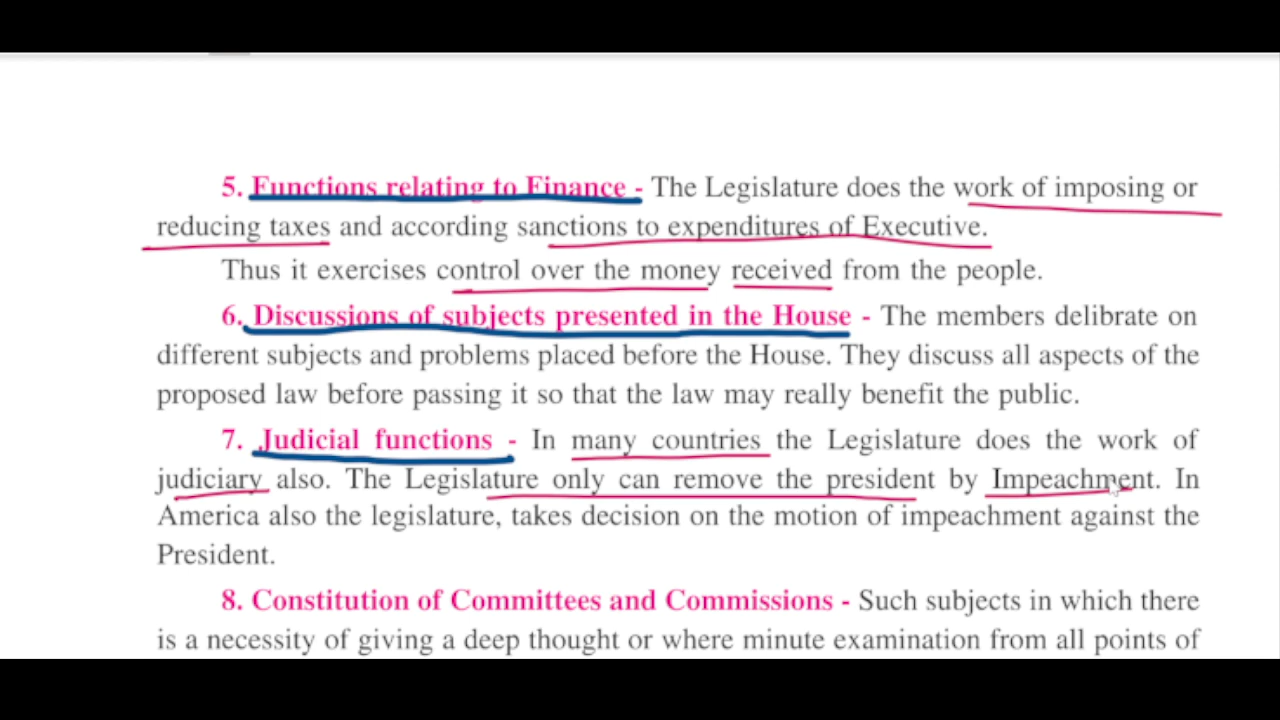 5. Functions relating to Finance - The Legislature does the work of imposing or
reducing taxes and according sanctions to expenditures of Executive.
Thus it exercises control over the money received from the people.
6. Discussions of subjects presented in the House - The members delibrate on
different subjects and problems placed before the House. They discuss all aspects of the
proposed law before passing it so that the law may really benefit the public.
7. Judicial functions - In many countries the Legislature does the work of
judiciary also. The Legislature only can remove the president by Impeachment. In
America also the legislature, takes decision on the motion of impeachment against the
President.
8. Constitution of Committees and Commissions - Such subjects in which there
is a necessity of giving a deep thought or where minute examination from all points of